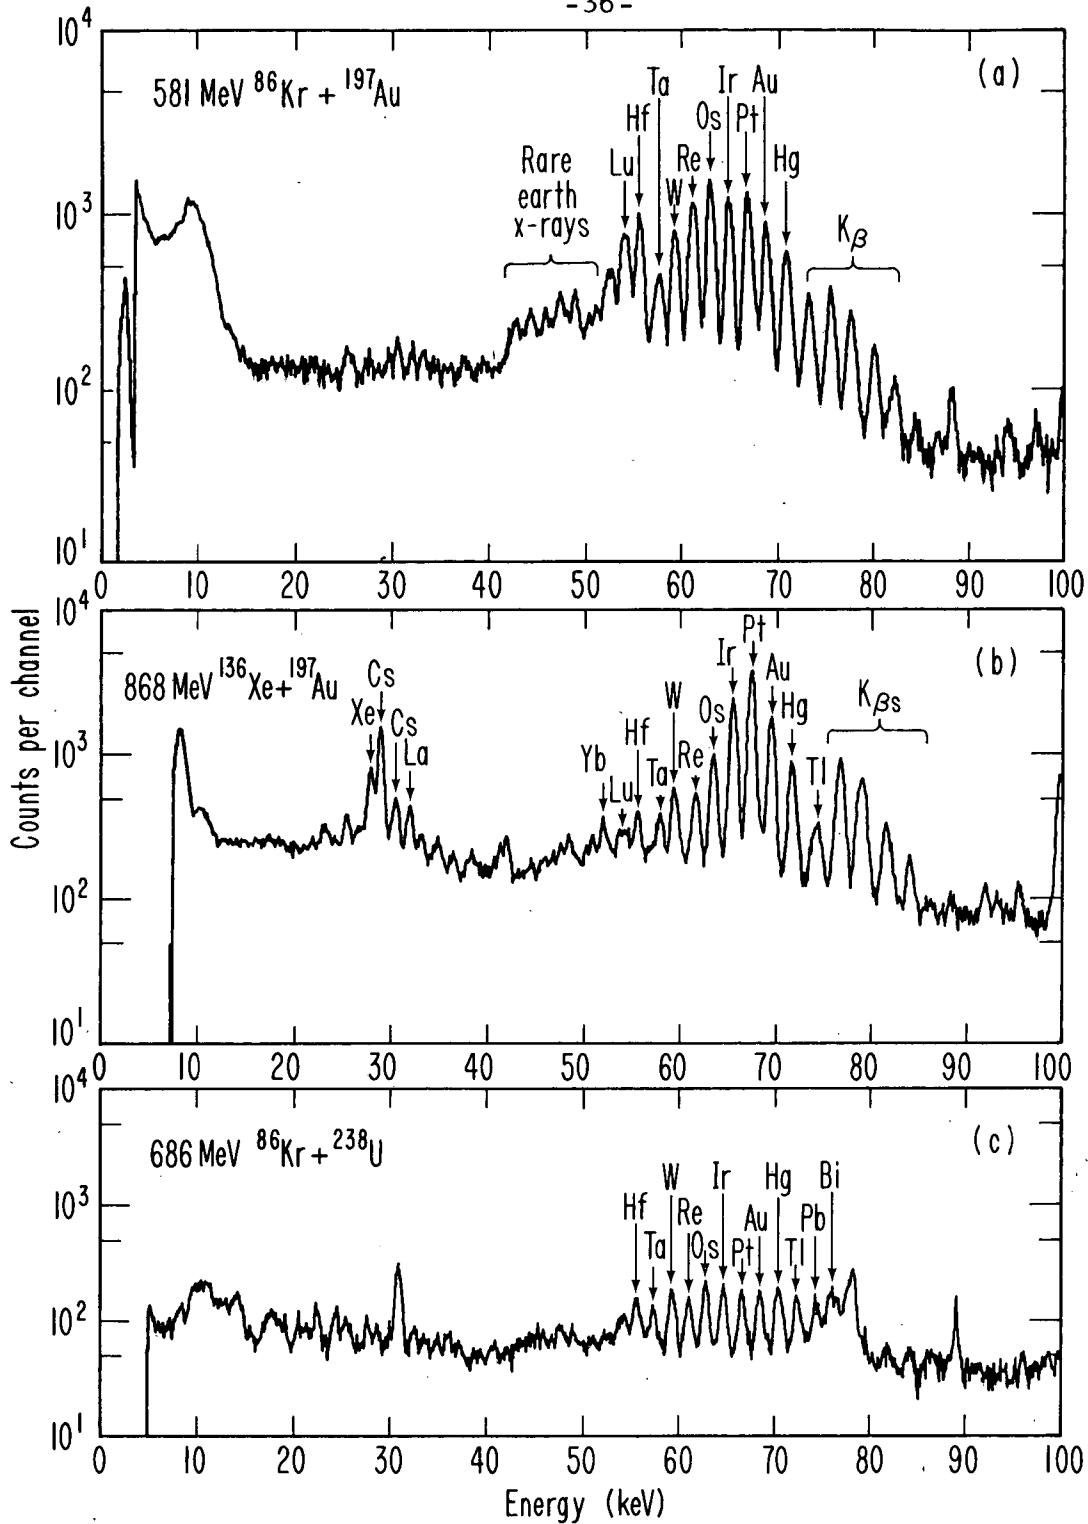 -36-
10⁴
(a)
581 MeV ⁸⁶Kr + ¹⁹⁷Au
Ta
Ir Au
Hf
Os Pt
Rare earth x-rays
Lu
W
Re
Hg
Kβ
10³
10²
10¹
0 10 20 30 40 50 60 70 80 90 100
10⁴
(b)
868 MeV ¹³⁶Xe+¹⁹⁷Au
Xe
Cs
Cs
La
Yb
Lu
Hf
Ta
W
Re
Os
Ir
Pt
Au
Hg
Tl
Kβs
10³
10²
10¹
0 10 20 30 40 50 60 70 80 90 100
Counts per channel
10⁴
(c)
686 MeV ⁸⁶Kr + ²³⁸U
Hf
Ta
W
Re
Os
Ir
Pt
Au
Hg
Tl
Pb
Bi
10³
10²
10¹
0 10 20 30 40 50 60 70 80 90 100
Energy (keV)